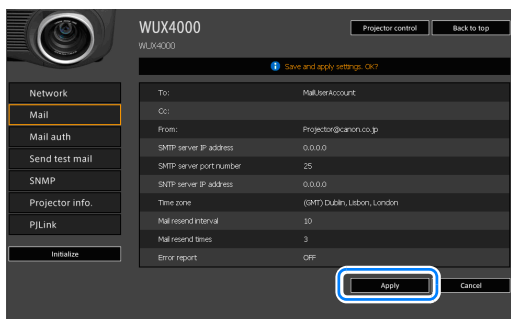 WUX4000
Projector control
Back to top
WUX4000
Save and apply settings. OK?
Network
Mail
Mail auth
Send test mail
SNMP
Projector info.
PJLink
Initialize
To: MailUserAccount
Cc:
From: Projector@canon.co.jp
SMTP server IP address 0.0.0.0
SMTP server port number 25
SNTP server IP address 0.0.0.0
Time zone (GMT) Dublin, Lisbon, London
Mail resend interval 10
Mail resend times 3
Error report OFF
Apply
Cancel